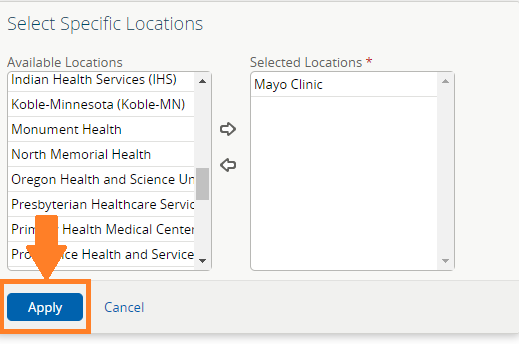 Select Specific Locations
Available Locations
Indian Health Services (IHS)
Koble-Minnesota (Koble-MN)
Monument Health
North Memorial Health
Oregon Health and Science Un
Presbyterian Healthcare Servic
Health Medical Center
Health and Service
Selected Locations *
Mayo Clinic
Apply
Cancel